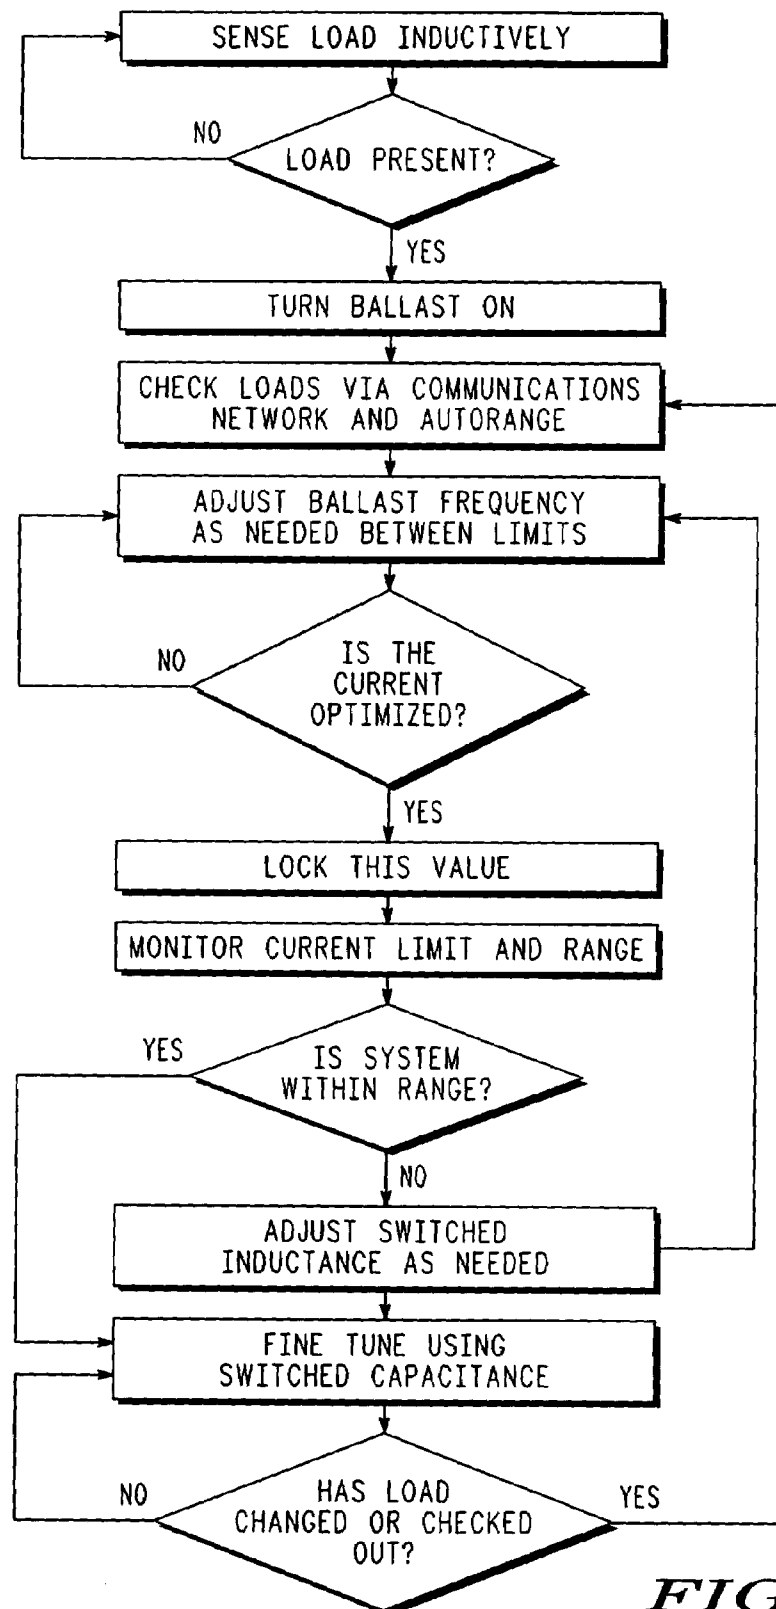 SENSE LOAD INDUCTIVELY
NO
LOAD PRESENT?
YES
TURN BALLAST ON
CHECK LOADS VIA COMMUNICATIONS
NETWORK AND AUTORANGE
ADJUST BALLAST FREQUENCY
AS NEEDED BETWEEN LIMITS
NO
IS THE
CURRENT
OPTIMIZED?
YES
LOCK THIS VALUE
MONITOR CURRENT LIMIT AND RANGE
YES
IS SYSTEM
WITHIN RANGE?
NO
ADJUST SWITCHED
INDUCTANCE AS NEEDED
FINE TUNE USING
SWITCHED CAPACITANCE
NO
HAS LOAD
CHANGED OR CHECKED
OUT?
YES
FIG